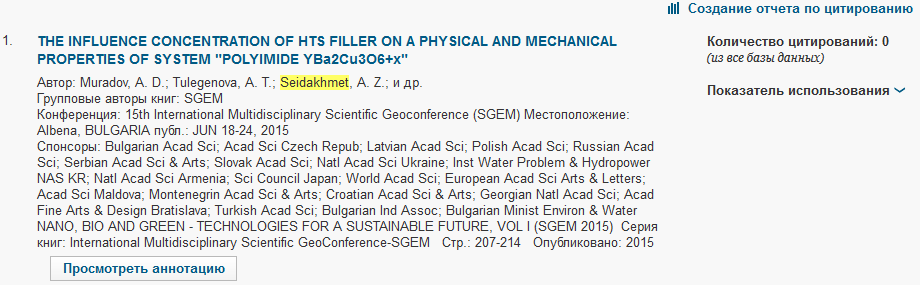 Создание отчета по цитированию
1. THE INFLUENCE CONCENTRATION OF HTS FILLER ON A PHYSICAL AND MECHANICAL
PROPERTIES OF SYSTEM "POLYIMIDE YBa2Cu3O6+x"
Автор: Muradov, A. D.; Tulegenova, A. T.; Seidakhmet, A. Z.; и др.
Групповые авторы книг: SGEM
Конференция: 15th International Multidisciplinary Scientific Geoconference (SGEM) Местоположение:
Albena, BULGARIA публ.: JUN 18-24, 2015
Спонсоры: Bulgarian Acad Sci; Acad Sci Czech Repub; Latvian Acad Sci; Polish Acad Sci; Russian Acad
Sci; Serbian Acad Sci & Arts; Slovak Acad Sci; Natl Acad Sci Ukraine; Inst Water Problem & Hydropower
NAS KR; Natl Acad Sci Armenia; Sci Council Japan; World Acad Sci; European Acad Sci Arts & Letters;
Acad Sci Maldova; Montenegrin Acad Sci & Arts; Croatian Acad Sci & Arts; Georgian Natl Acad Sci; Acad
Fine Arts & Design Bratislava; Turkish Acad Sci; Bulgarian Ind Assoc; Bulgarian Minist Environ & Water
NANO, BIO AND GREEN - TECHNOLOGIES FOR A SUSTAINABLE FUTURE, VOL I (SGEM 2015) Серия
книг: International Multidisciplinary Scientific GeoConference-SGEM Стр.: 207-214 Опубликовано: 2015
Просмотреть аннотацию
Количество цитирований: 0
(из все базы данных)
Показатель использования